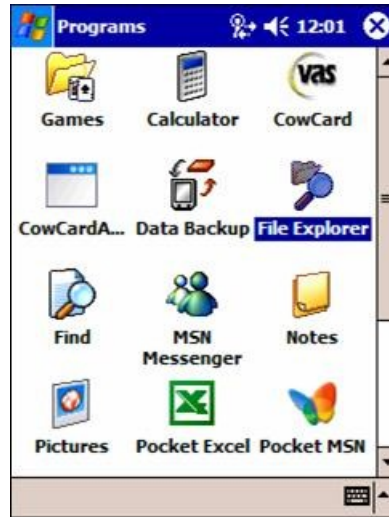 Programs 12:01
vas
Games Calculator CowCard
CowCardA... Data Backup File Explorer
Find MSN Messenger Notes
Pictures Pocket Excel Pocket MSN